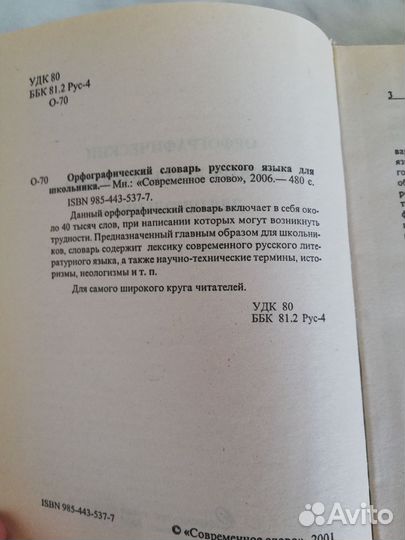 УДК 80
ББК 81.2 Рус-4
О-70
О-70 Орфографический словарь русского языка для
школьника.— Мн.: «Современное слово», 2006.— 480 с.
ISBN 985-443-537-7.
Данный орфографический словарь включает в себя око-
ло 40 тысяч слов, при написании которых могут возникнуть
трудности. Предназначенный главным образом для школьни-
ков, словарь содержит лексику современного русского лите-
ратурного языка, а также научно-технические термины, исто-
ризмы, неологизмы и т. п.
Для самого широкого круга читателей.
УДК 80
ББК 81.2 Рус-4
ISBN 985-443-537-7
© «Современное слово», 2001
3
Avito